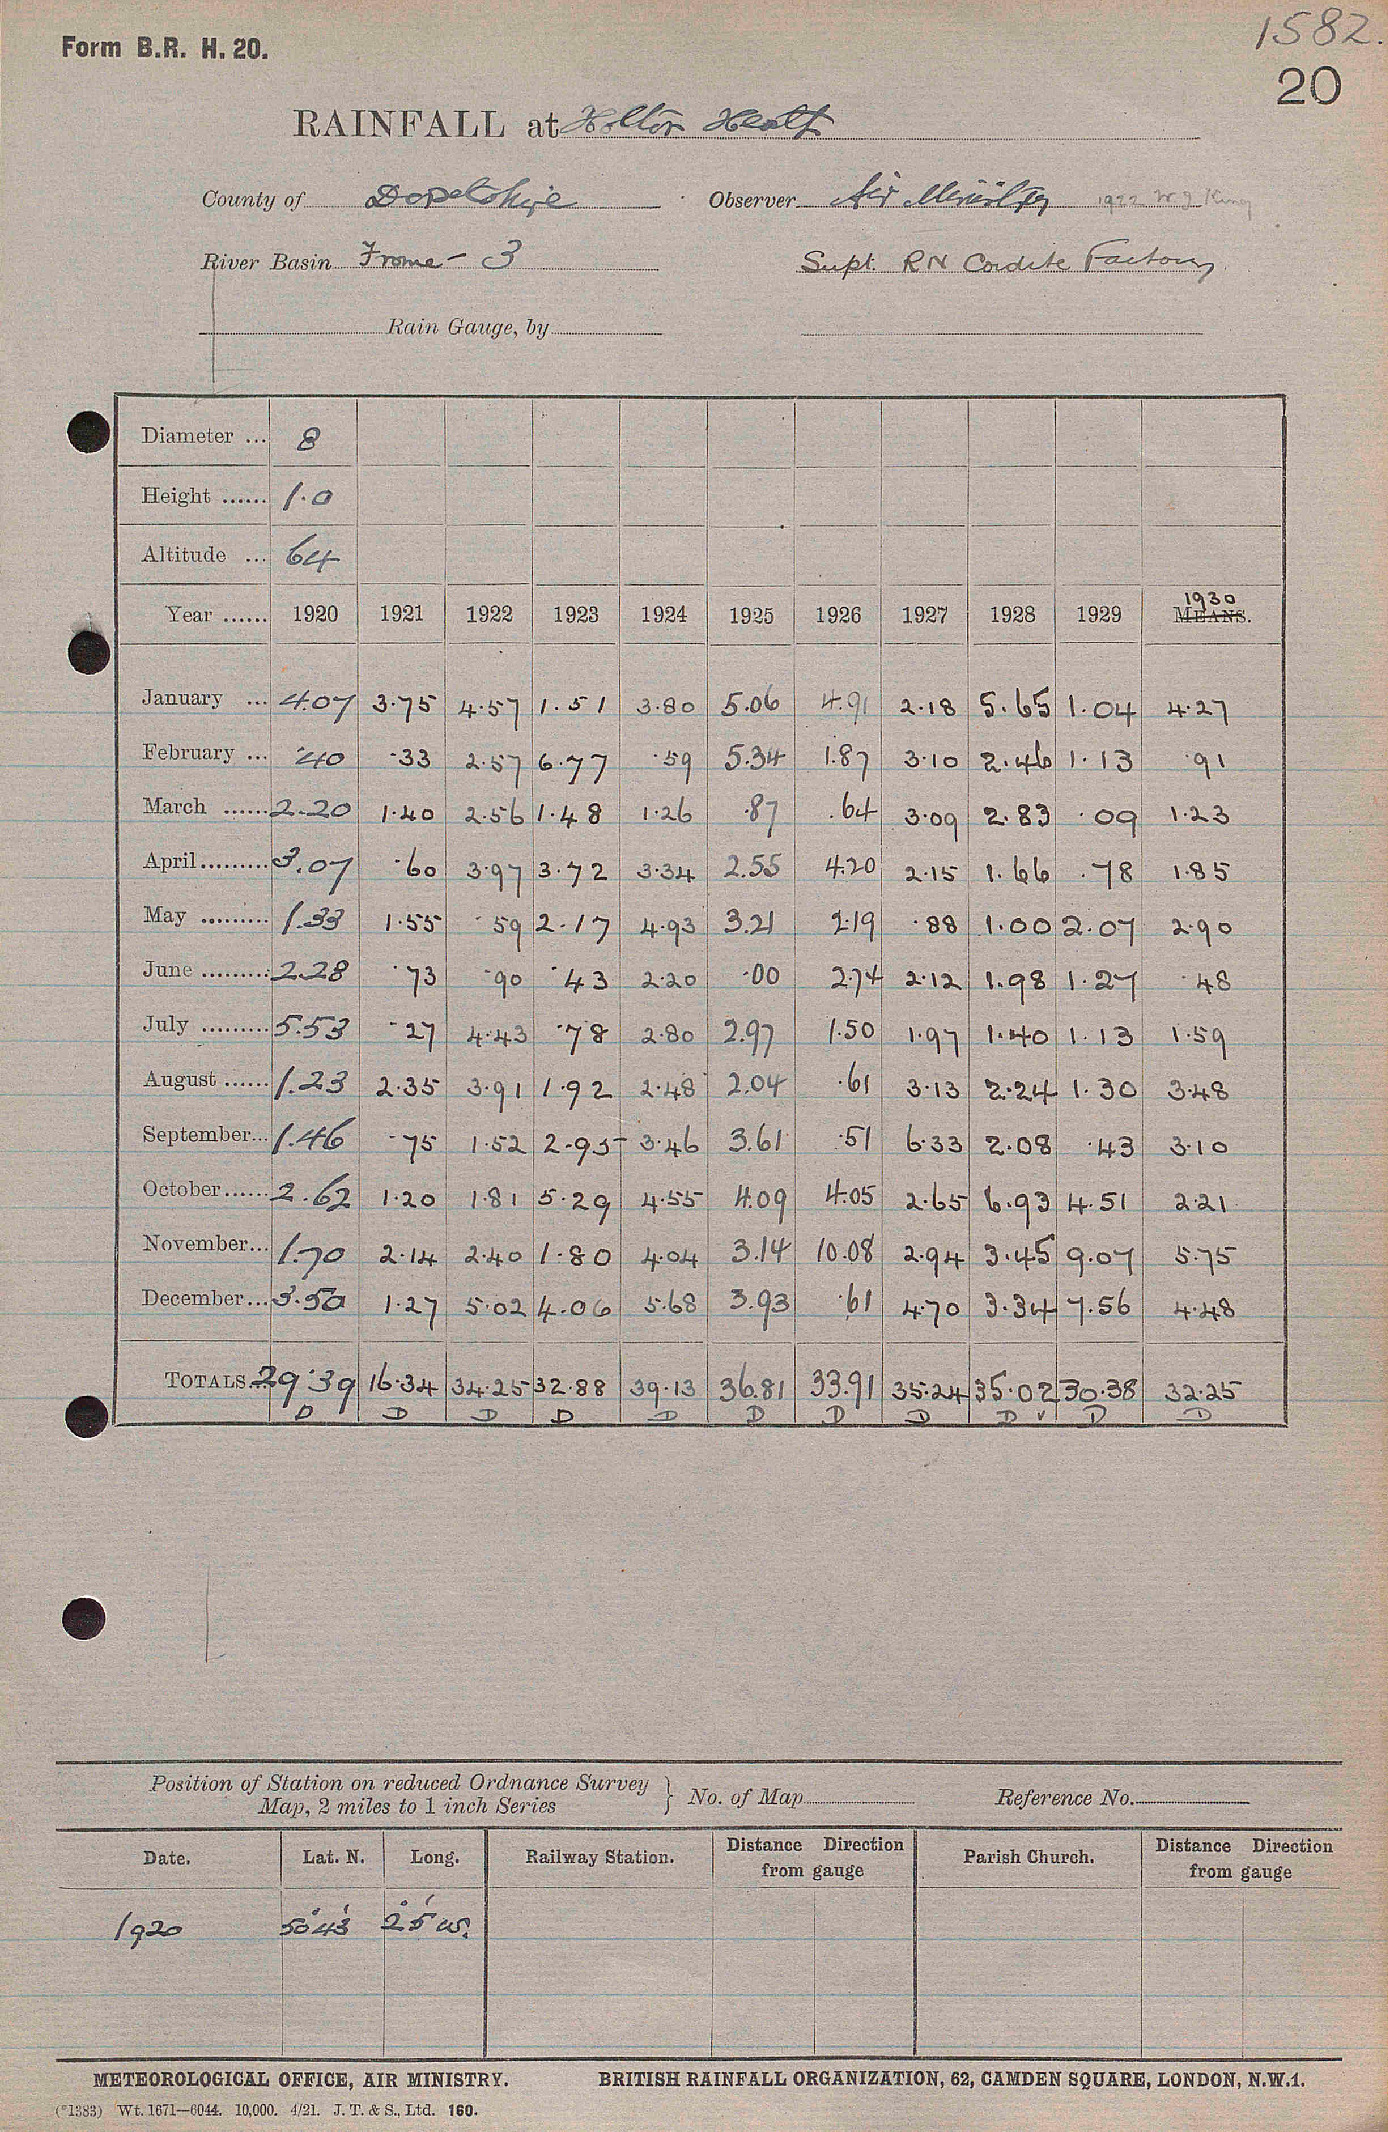 1582.
Form B.R. H. 20.
20
RAINFALL at Holton Heath
County of Dorsetshire Observer Air Ministry 1922 W. J. King
River Basin Frome - 3 Supt. RN Cordite Factory
Rain Gauge, by
Diameter ... 8
Height ...... 1.0
Altitude ... 64
1930
Year ...... 1920 1921 1922 1923 1924 1925 1926 1927 1928 1929 MEANS.
January ... 4.07 3.75 4.57 1.51 3.80 5.06 4.91 2.18 5.65 1.04 4.27
February ... .40 .33 2.57 6.77 .59 5.34 1.87 3.10 2.46 1.13 .91
March ...... 2.20 1.40 2.56 1.48 1.26 .87 .64 3.09 2.83 .09 1.23
April ......... 3.07 .60 3.97 3.72 3.34 2.55 4.20 2.15 1.66 .78 1.85
May ......... 1.33 1.55 .59 2.17 4.93 3.21 2.19 .88 1.00 2.07 2.90
June ......... 2.28 .73 .90 .43 2.20 .00 2.74 2.12 1.98 1.27 .48
July ......... 5.53 .27 4.43 .78 2.80 2.97 1.50 1.97 1.40 1.13 1.59
August ...... 1.23 2.35 3.91 1.92 2.48 2.04 .61 3.13 2.24 1.30 3.48
September... 1.46 .75 1.52 2.95 3.46 3.61 .51 6.33 2.08 .43 3.10
October...... 2.62 1.20 1.81 5.29 4.55 4.09 4.05 2.65 6.93 4.51 2.21
November... 1.70 2.14 2.40 1.80 4.04 3.14 10.08 2.94 3.45 9.07 5.75
December... 3.50 1.27 5.02 4.06 5.68 3.93 .61 4.70 3.34 7.56 4.48
TOTALS... 29.39 16.34 34.25 32.88 39.13 36.81 33.91 35.24 35.02 30.38 32.25
D D D D D D D D D v D D
Position of Station on reduced Ordnance Survey
Map, 2 miles to 1 inch Series } No. of Map Reference No.
Date. Lat. N. Long. Railway Station. Distance Direction from gauge Parish Church. Distance Direction from gauge
1920 50° 43' 2° 5' W.
METEOROLOGICAL OFFICE, AIR MINISTRY. BRITISH RAINFALL ORGANIZATION, 62, CAMDEN SQUARE, LONDON, N.W.1.
(*1383) Wt. 1671—6044. 10,000. 4/21. J. T. & S., Ltd. 160.